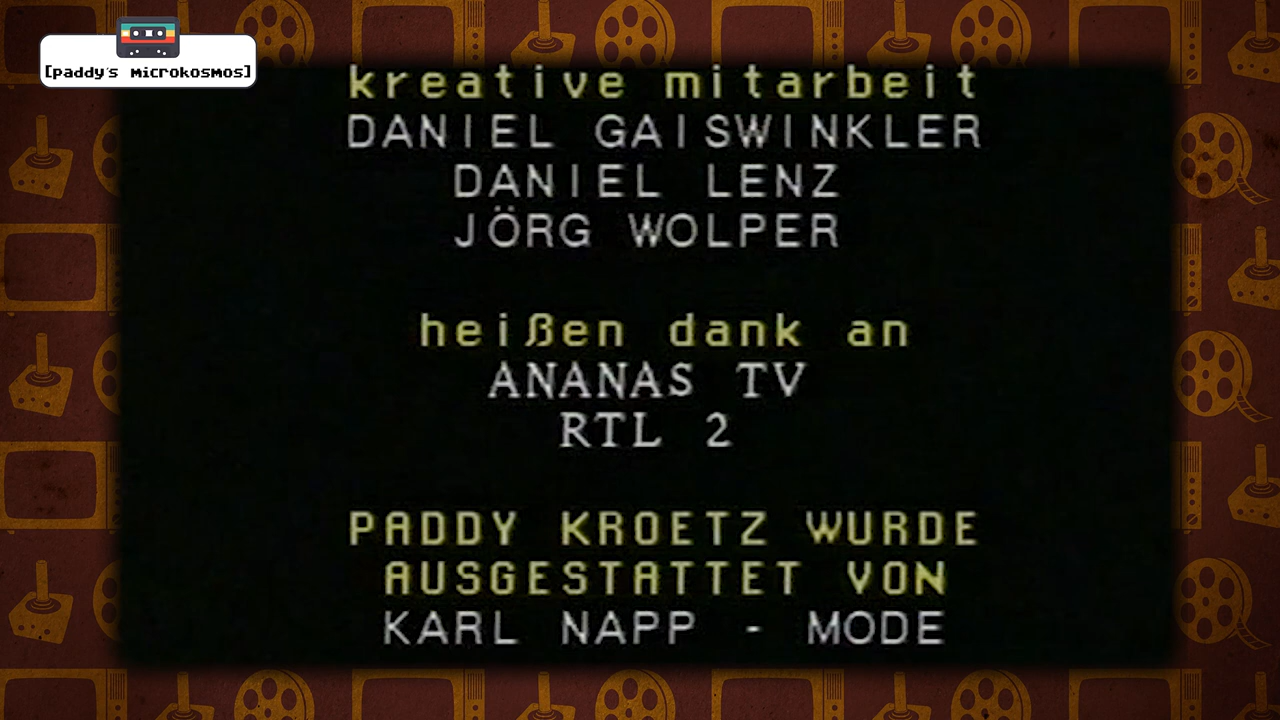 [paddy's microkosmos]
kreative mitarbeit
DANIEL GAISWINKLER
DANIEL LENZ
JÖRG WOLPER
heißen dank an
ANANAS TV
RTL 2
PADDY KROETZ WURDE
AUSGESTATTET VON
KARL NAPP - MODE